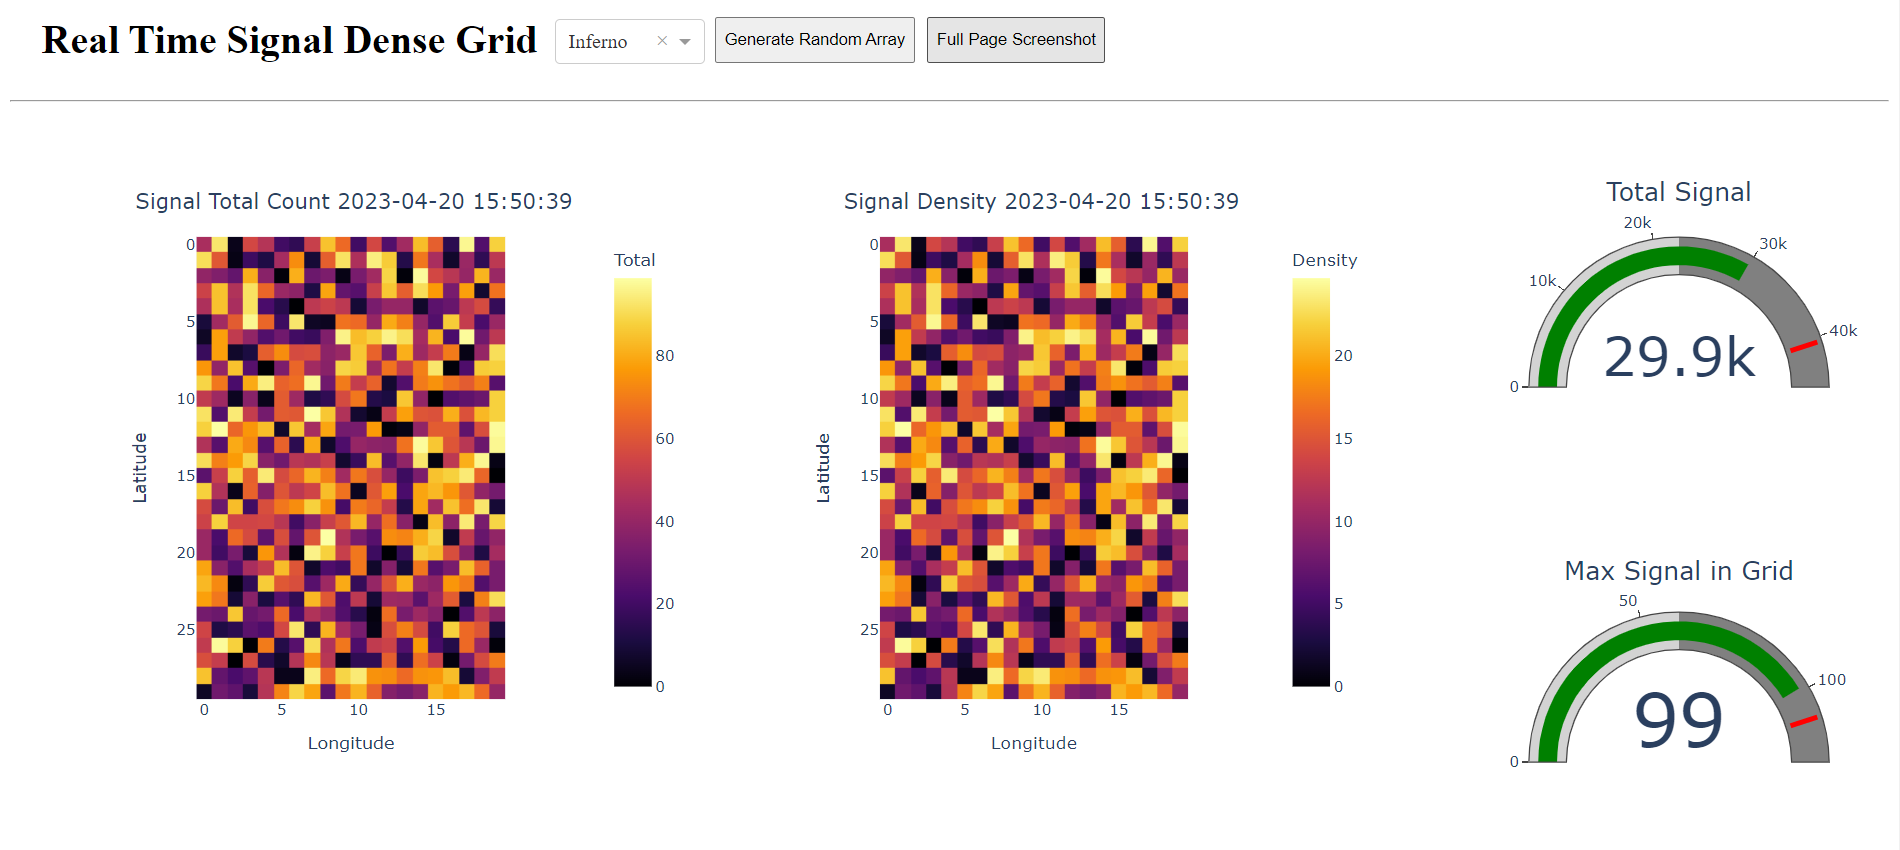 Real Time Signal Dense Grid
Inferno × 
Generate Random Array
Full Page Screenshot
Signal Total Count 2023-04-20 15:50:39
Total
Latitude
0
5
10
15
20
25
0 5 10 15
Longitude
80
60
40
20
0
Signal Density 2023-04-20 15:50:39
Density
Latitude
0
5
10
15
20
25
0 5 10 15
Longitude
20
15
10
5
0
Total Signal
0 10k 20k 30k 40k
29.9k
Max Signal in Grid
0 50 100
99